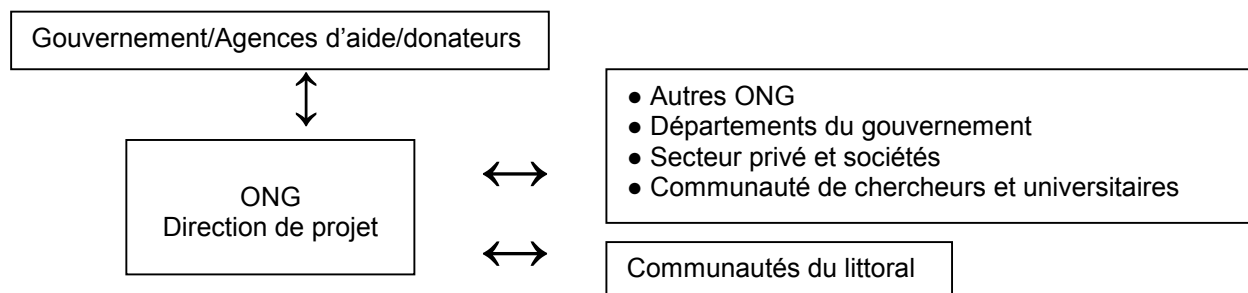 Gouvernement/Agences d’aide/donateurs
● Autres ONG
● Départements du gouvernement
● Secteur privé et sociétés
● Communauté de chercheurs et universitaires
ONG
Direction de projet
Communautés du littoral